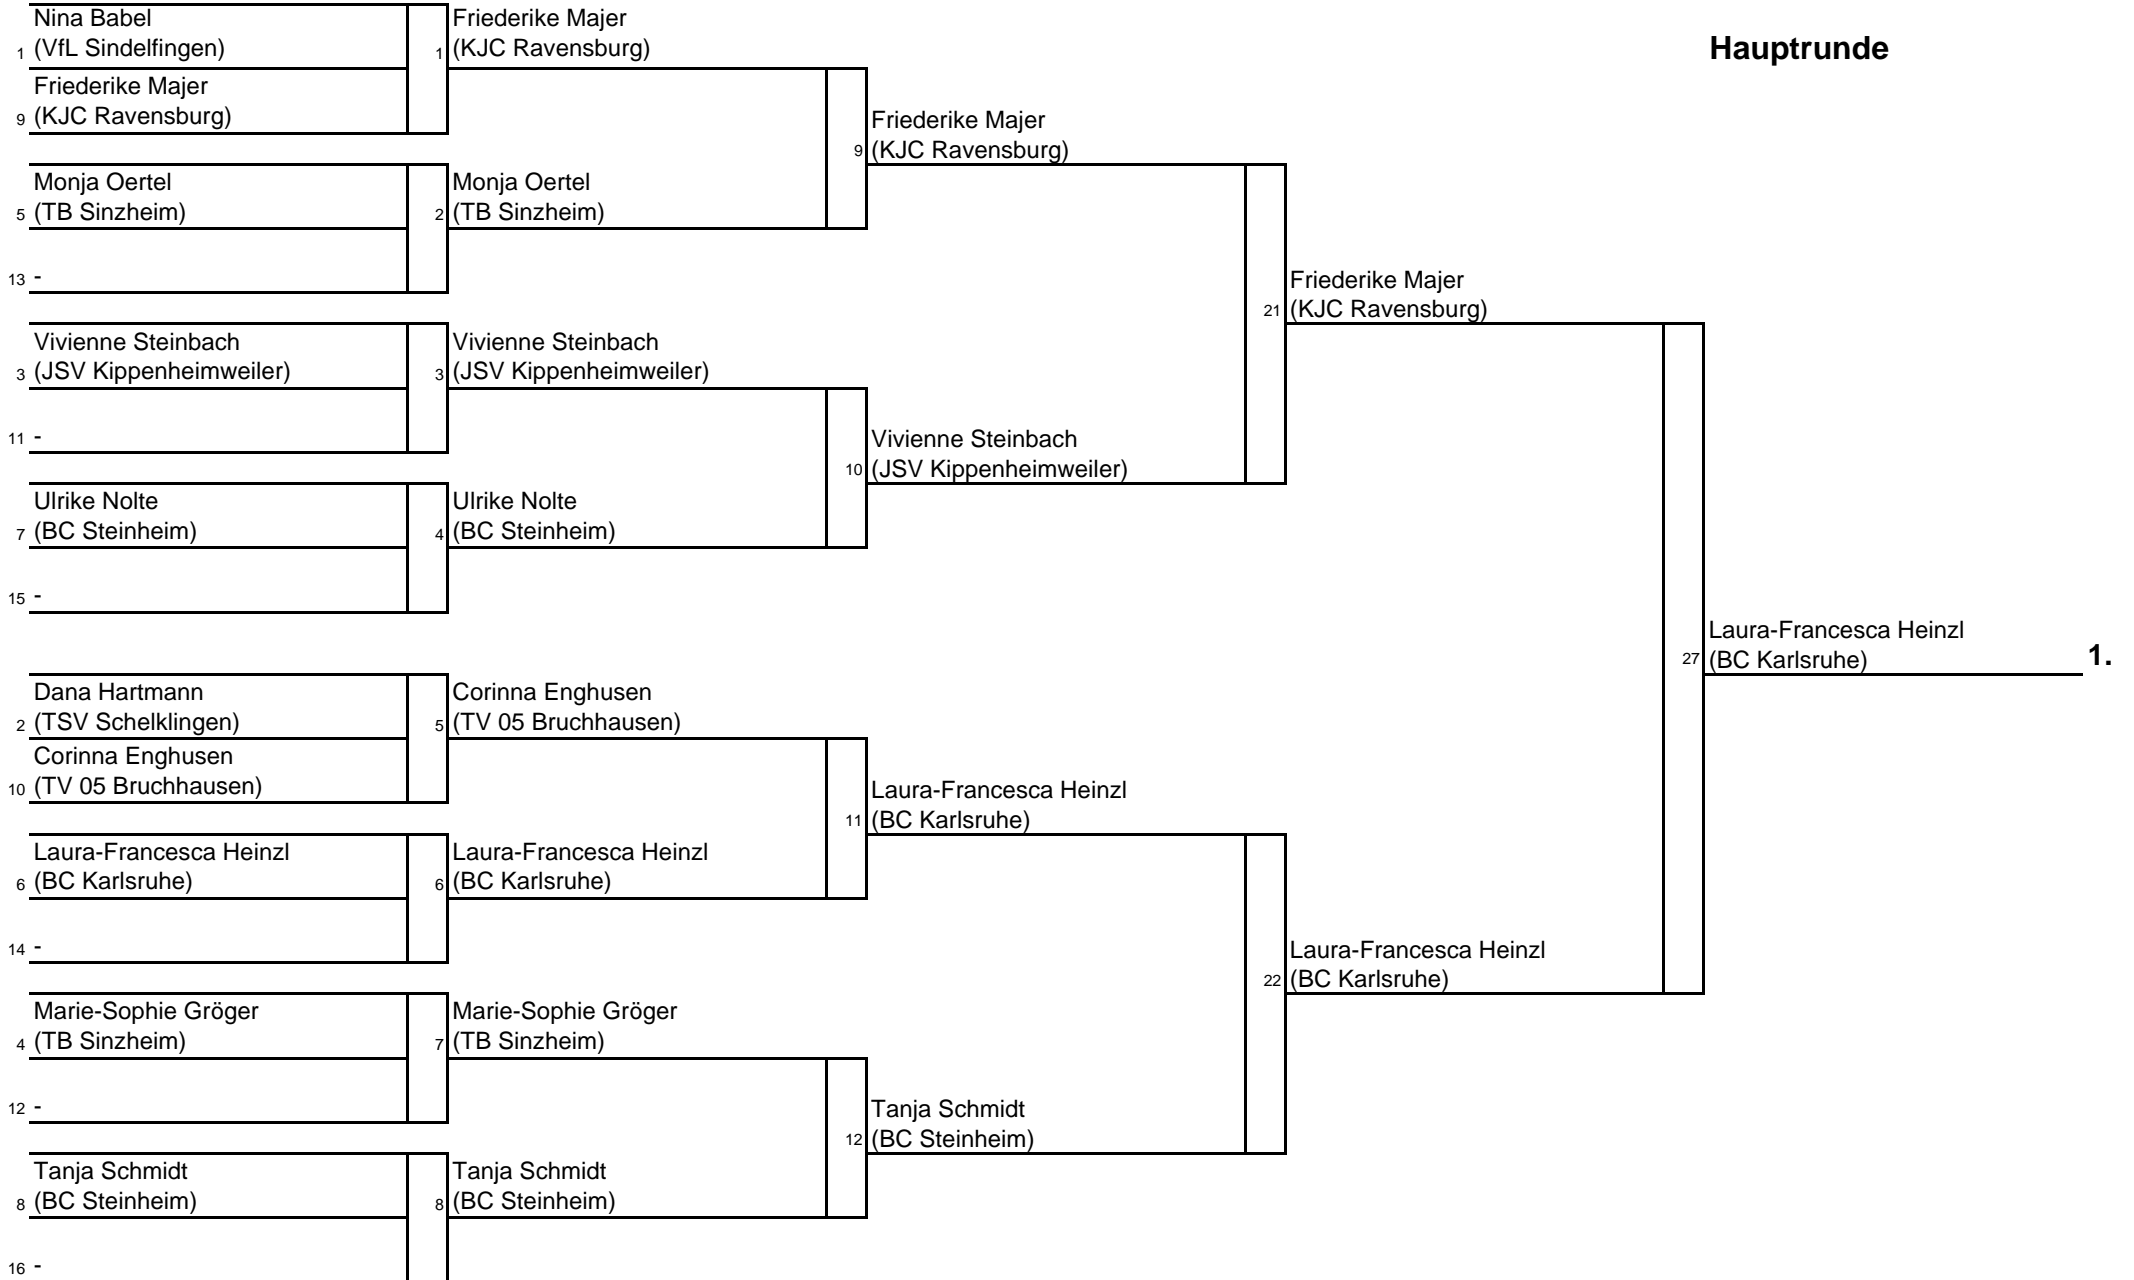 Hauptrunde
Nina Babel
1 (VfL Sindelfingen)
Friederike Majer
9 (KJC Ravensburg)
Monja Oertel
5 (TB Sinzheim)
13 -
Vivienne Steinbach
3 (JSV Kippenheimweiler)
11 -
Ulrike Nolte
7 (BC Steinheim)
15 -
Dana Hartmann
2 (TSV Schelklingen)
Corinna Enghusen
10 (TV 05 Bruchhausen)
Laura-Francesca Heinzl
6 (BC Karlsruhe)
14 -
Marie-Sophie Gröger
4 (TB Sinzheim)
12 -
Tanja Schmidt
8 (BC Steinheim)
16 -
Friederike Majer
1 (KJC Ravensburg)
Monja Oertel
2 (TB Sinzheim)
Vivienne Steinbach
3 (JSV Kippenheimweiler)
Ulrike Nolte
4 (BC Steinheim)
Corinna Enghusen
5 (TV 05 Bruchhausen)
Laura-Francesca Heinzl
6 (BC Karlsruhe)
Marie-Sophie Gröger
7 (TB Sinzheim)
Tanja Schmidt
8 (BC Steinheim)
Friederike Majer
9 (KJC Ravensburg)
Vivienne Steinbach
10 (JSV Kippenheimweiler)
Laura-Francesca Heinzl
11 (BC Karlsruhe)
Tanja Schmidt
12 (BC Steinheim)
Friederike Majer
21 (KJC Ravensburg)
Laura-Francesca Heinzl
22 (BC Karlsruhe)
Laura-Francesca Heinzl
27 (BC Karlsruhe) 1.